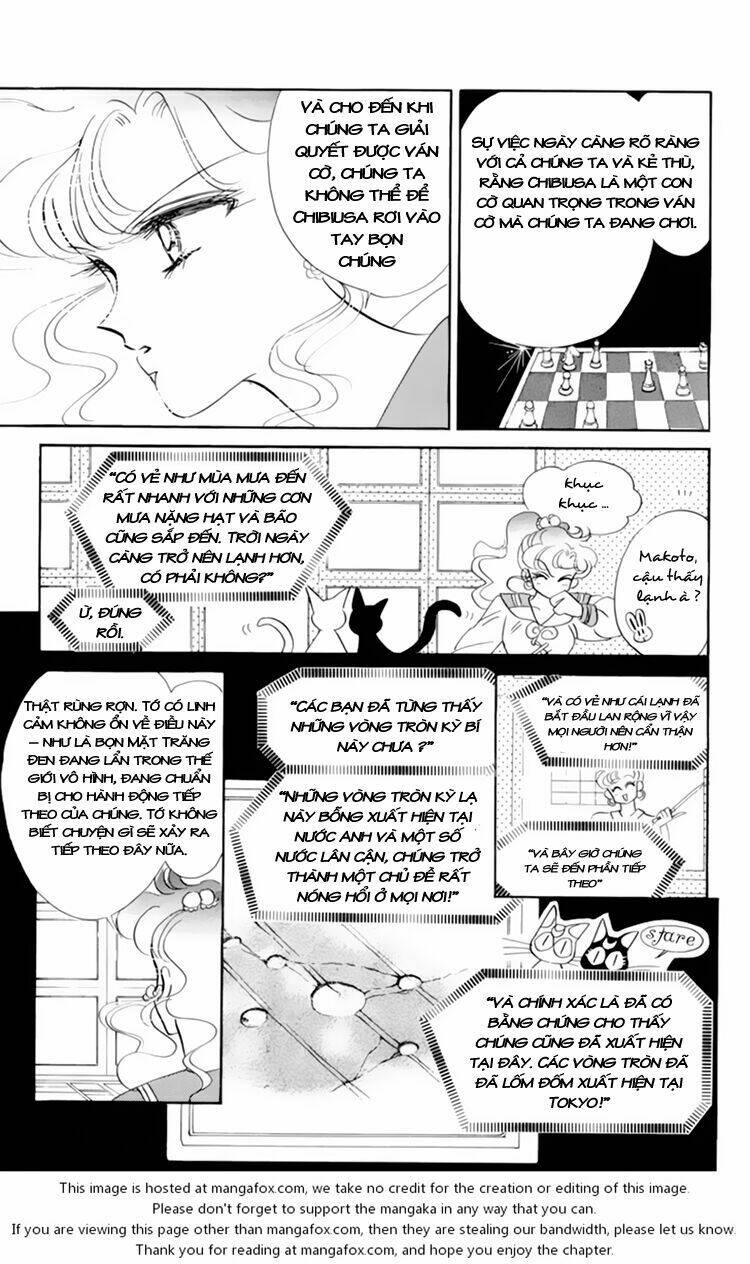 SỰ VIỆC NGÀY CÀNG RÕ RÀNG
VỚI CẢ CHÚNG TA VÀ KẺ THÙ,
RẰNG CHIBIUSA LÀ MỘT CON
CỜ QUAN TRỌNG TRONG VÁN
CỜ MÀ CHÚNG TA ĐANG CHƠI.
VÀ CHO ĐẾN KHI
CHÚNG TA GIẢI
QUYẾT ĐƯỢC VÁN
CỜ, CHÚNG TA
KHÔNG THỂ ĐỂ
CHIBIUSA RƠI VÀO
TAY BỌN
CHÚNG
"CÓ VẺ NHƯ MÙA MƯA ĐẾN
RẤT NHANH VỚI NHỮNG CƠN
MƯA NẶNG HẠT VÀ BÃO
CŨNG SẮP ĐẾN. TRỜI NGÀY
CÀNG TRỞ NÊN LẠNH HƠN,
CÓ PHẢI KHÔNG?"
Ừ, ĐÚNG
RỒI.
khục
khục ...
Makoto,
cậu thấy
lạnh à ?
"VÀ CÓ VẺ NHƯ CÁI LẠNH ĐÃ
BẮT ĐẦU LAN RỘNG VÌ VẬY
MỌI NGƯỜI NÊN CẨN THẬN
HƠN!"
"VÀ BÂY GIỜ CHÚNG
TA SẼ ĐẾN PHẦN TIẾP
THEO"
"CÁC BẠN ĐÃ TỪNG THẤY
NHỮNG VÒNG TRÒN KỲ BÍ
NÀY CHƯA ?"
"NHỮNG VÒNG TRÒN KỲ LẠ
NÀY BỖNG XUẤT HIỆN TẠI
NƯỚC ANH VÀ MỘT SỐ
NƯỚC LÂN CẬN, CHÚNG TRỞ
THÀNH MỘT CHỦ ĐỀ RẤT
NÓNG HỔI Ở MỌI NƠI!"
stare
"VÀ CHÍNH XÁC LÀ ĐÃ CÓ
BẰNG CHỨNG CHO THẤY
CHÚNG CŨNG ĐÃ XUẤT HIỆN
TẠI ĐÂY. CÁC VÒNG TRÒN ĐÃ
ĐÃ LỐM ĐỐM XUẤT HIỆN TẠI
TOKYO!"
THẬT RÙNG RỢN. TỚ CÓ LINH
CẢM KHÔNG ỔN VỀ ĐIỀU NÀY
– NHƯ LÀ BỌN MẶT TRĂNG
ĐEN ĐANG LẨN TRONG THẾ
GIỚI VÔ HÌNH, ĐANG CHUẨN
BỊ CHO HÀNH ĐỘNG TIẾP
THEO CỦA CHÚNG. TỚ KHÔNG
BIẾT CHUYỆN GÌ SẼ XẢY RA
TIẾP THEO ĐÂY NỮA.
This image is hosted at mangafox.com, we take no credit for the creation or editing of this image.
Please don't forget to support the mangaka in any way that you can.
If you are viewing this page other than mangafox.com, then they are stealing our bandwidth, please let us know.
Thank you for reading at mangafox.com, and hope you enjoy the chapter.